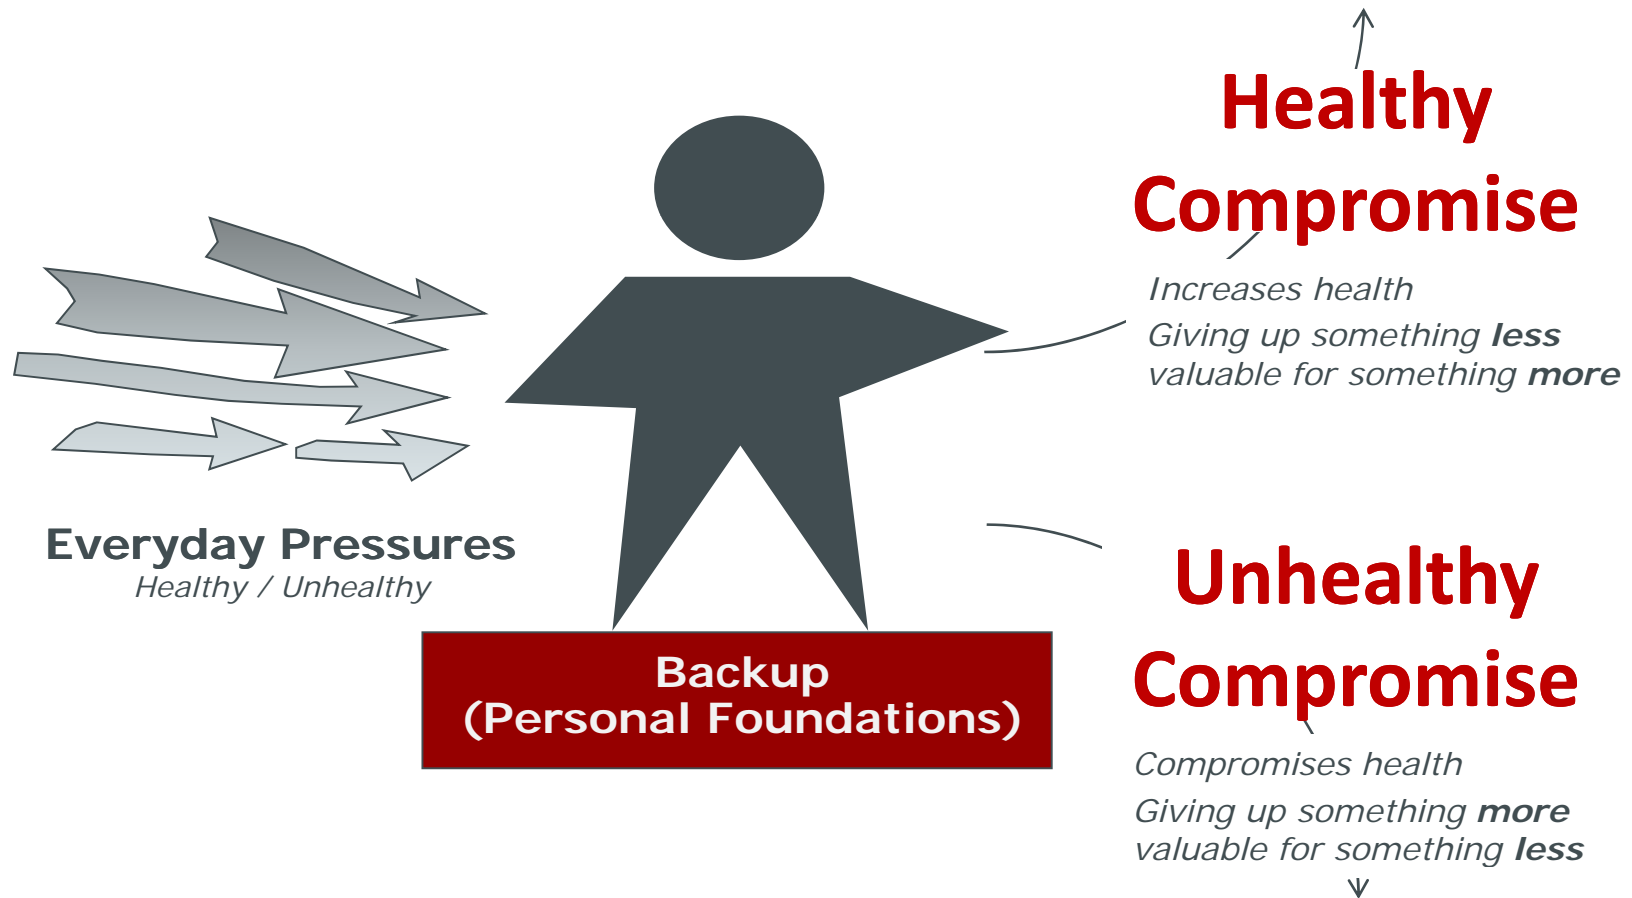 Healthy
Compromise
Increases health
Giving up something less
valuable for something more
Everyday Pressures
Healthy / Unhealthy
Unhealthy
Compromise
Compromises health
Giving up something more
valuable for something less
Backup
(Personal Foundations)